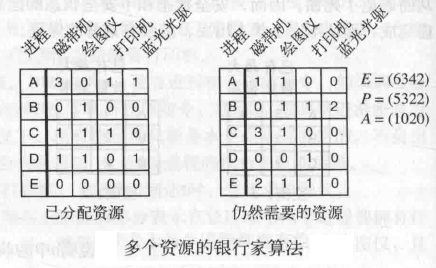 进程 磁带机 绘图仪 打印机 蓝光光驱
A 3 0 1 1
B 0 1 0 0
C 1 1 1 0
D 1 1 0 1
E 0 0 0 0
已分配资源
进程 磁带机 绘图仪 打印机 蓝光光驱
A 1 1 0 0
B 0 1 1 2
C 3 1 0 0
D 0 0 1 0
E 2 1 1 0
仍然需要的资源
E = (6342)
P = (5322)
A = (1020)
多个资源的银行家算法